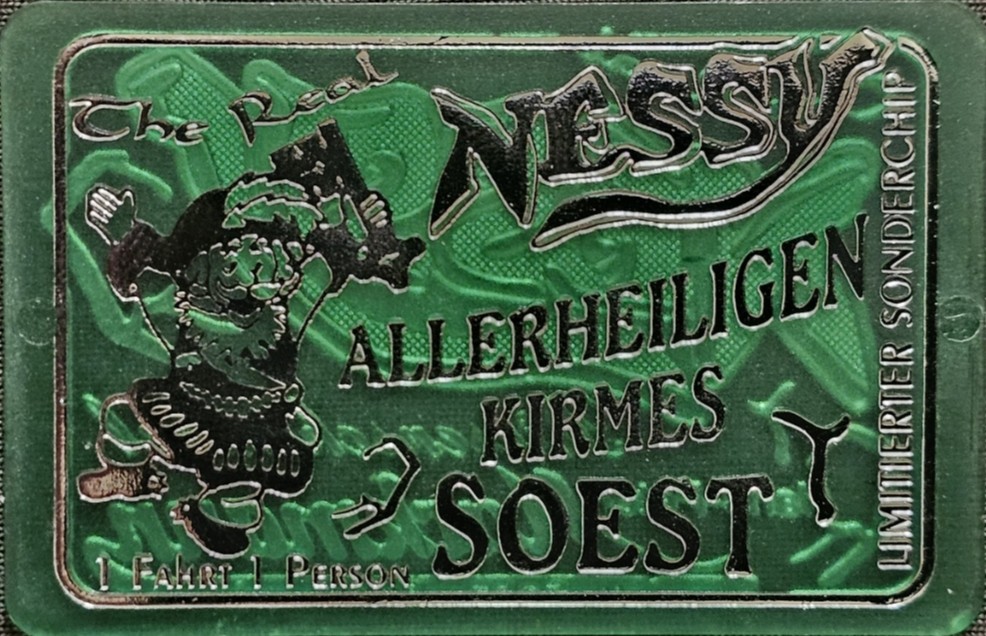 The Real
NESSY
ALLERHEILIGEN
KIRMES
SOEST
1 FAHRT 1 PERSON
LIMITIERTER SONDERCHIP